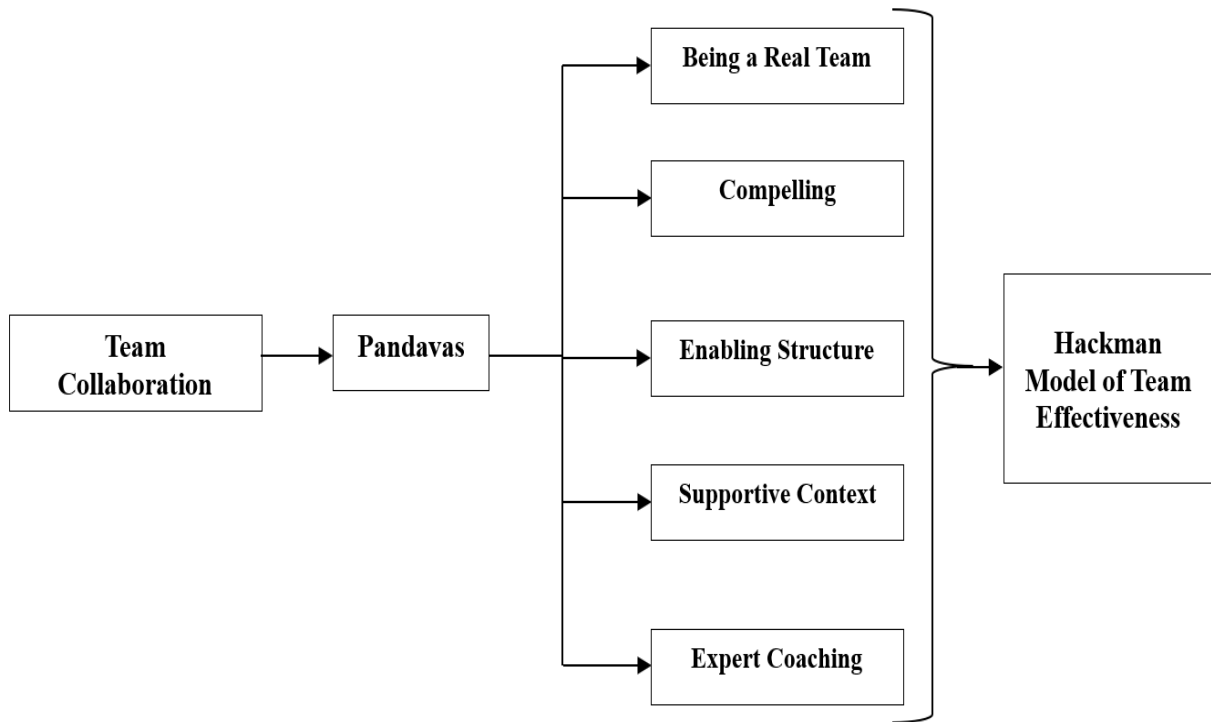 Team
Collaboration
Pandavas
Being a Real Team
Compelling
Enabling Structure
Supportive Context
Expert Coaching
Hackman
Model of Team
Effectiveness